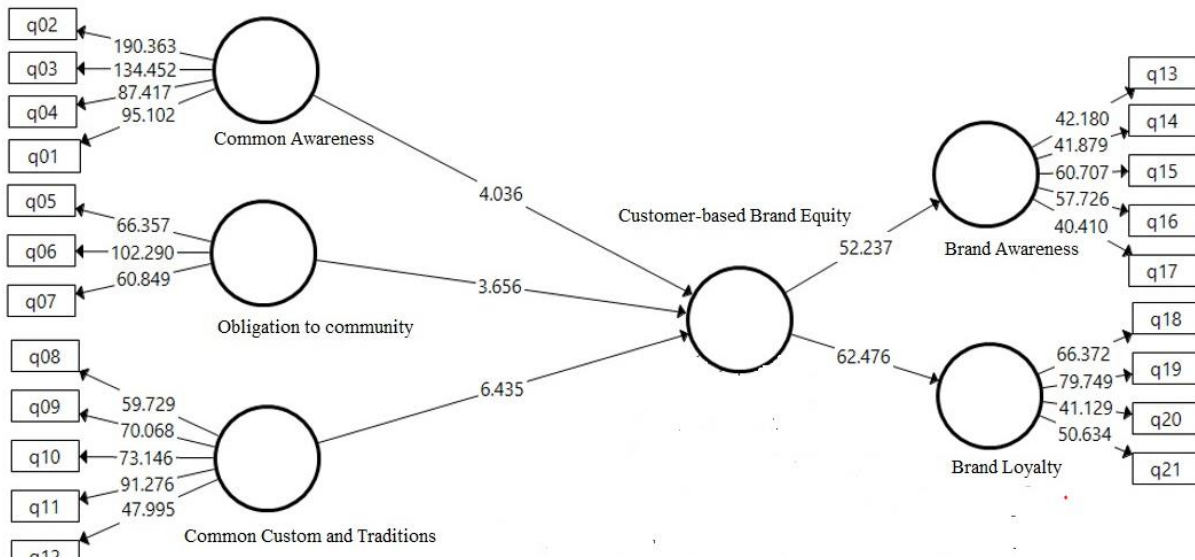 q02
190.363
q03
134.452
q04
87.417
95.102
q01
Common Awareness
q05
66.357
q06
102.290
q07
60.849
Obligation to community
q08
59.729
q09
70.068
q10
73.146
q11
91.276
47.995
q12
Common Custom and Traditions
4.036
3.656
6.435
Customer-based Brand Equity
52.237
62.476
q13
42.180
q14
41.879
q15
60.707
57.726
q16
40.410
q17
Brand Awareness
q18
66.372
q19
79.749
41.129
q20
50.634
q21
Brand Loyalty